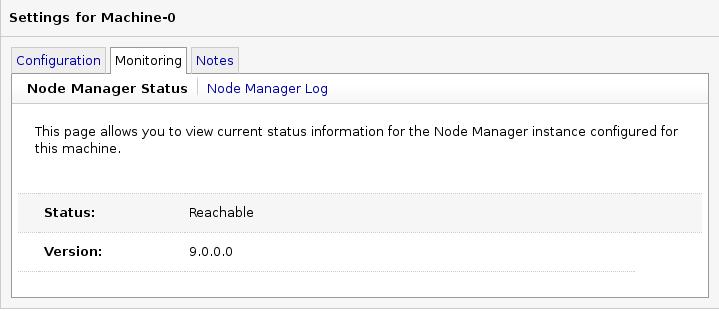 Settings for Machine-0
Configuration Monitoring Notes
Node Manager Status Node Manager Log
This page allows you to view current status information for the Node Manager instance configured for
this machine.
Status: Reachable
Version: 9.0.0.0